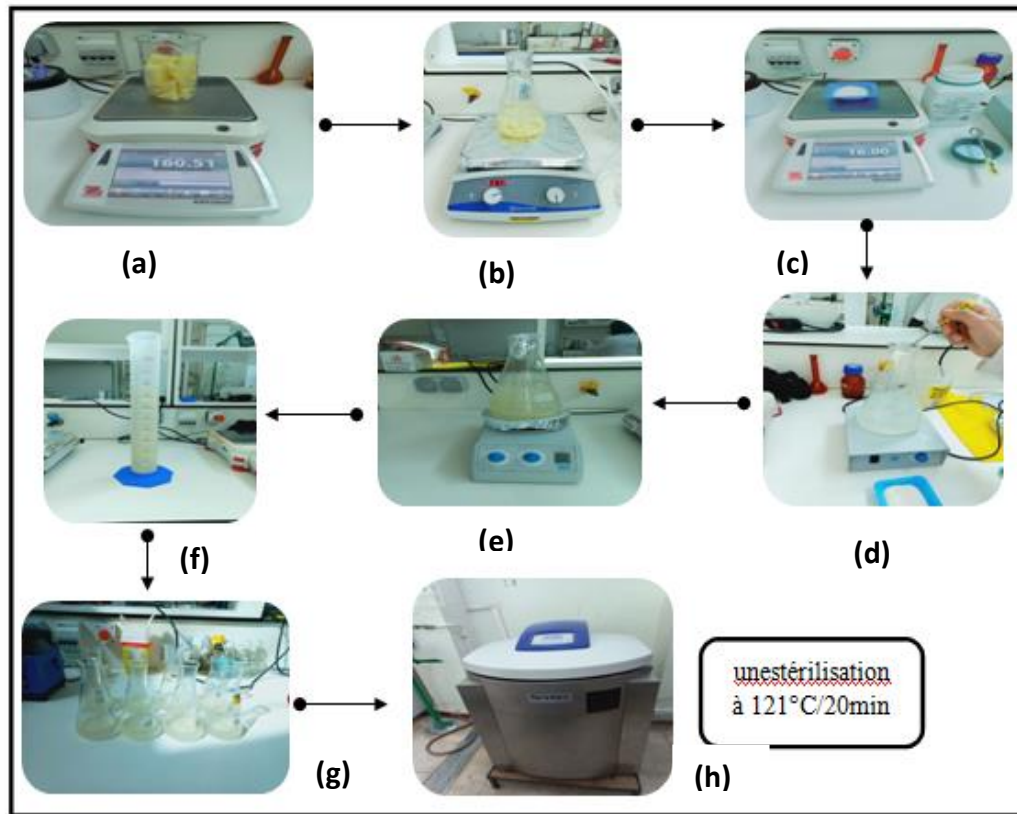 160.51
(a)
(b)
16.00
(c)
(d)
(e)
(f)
(g)
(h)
unestérilisation
à 121°C/20min